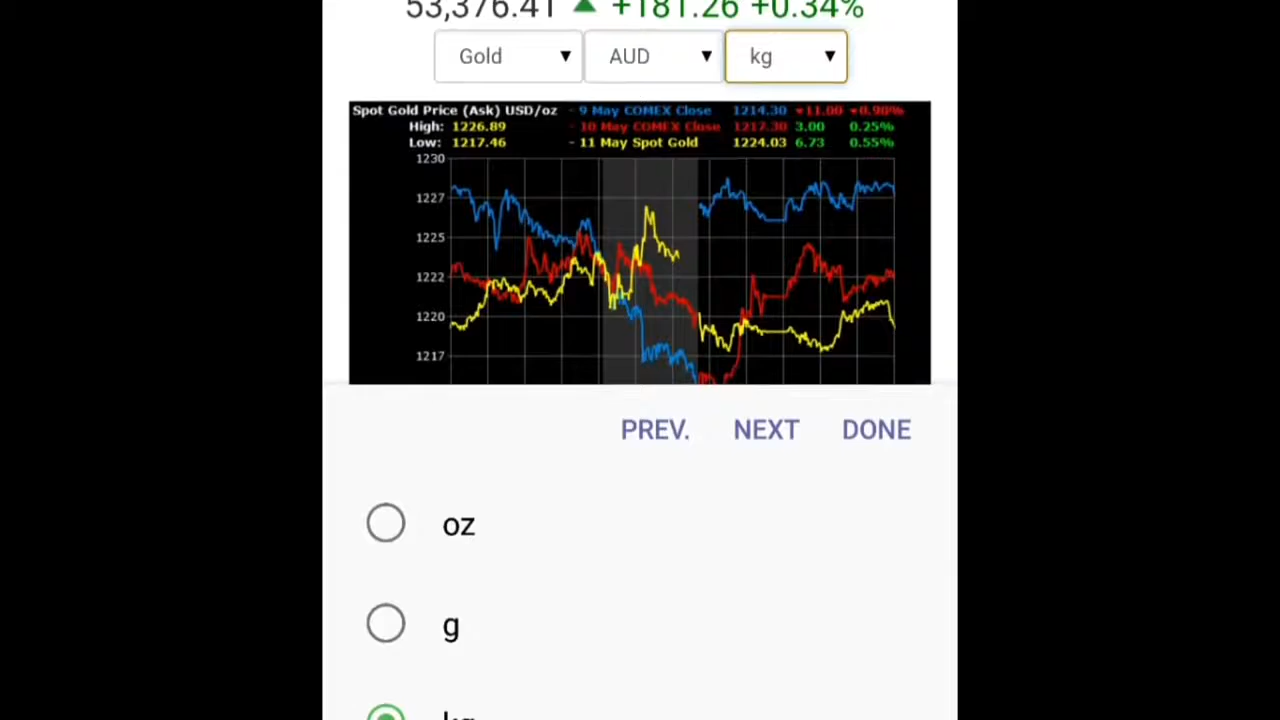 53,376.41 ▲ +181.26 +0.34%
Gold ▼ AUD ▼ kg ▼
Spot Gold Price (Ask) USD/oz - 9 May COMEX Close 1214.30 ▼11.00 ▼0.90%
High: 1226.89 - 10 May COMEX Close 1217.30 3.00 0.25%
Low: 1217.46 - 11 May Spot Gold 1224.03 6.73 0.55%
1230
1227
1225
1222
1220
1217
PREV. NEXT DONE
oz
g
kg